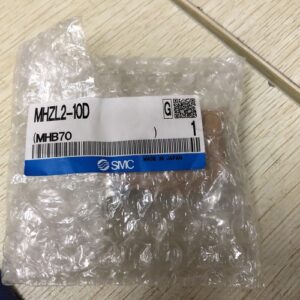 MHZL2-10D G
(MHB70 ) 1
SMC MADE IN JAPAN